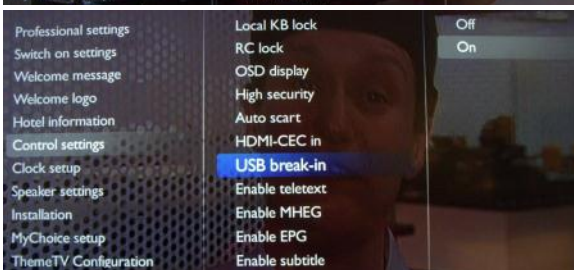 Professional settings
Switch on settings
Welcome message
Welcome logo
Hotel information
Control settings
Clock setup
Speaker settings
Installation
MyChoice setup
ThemeTV Configuration
Local KB lock
RC lock
OSD display
High security
Auto scart
HDMI-CEC in
USB break-in
Enable teletext
Enable MHEG
Enable EPG
Enable subtitle
Off
On